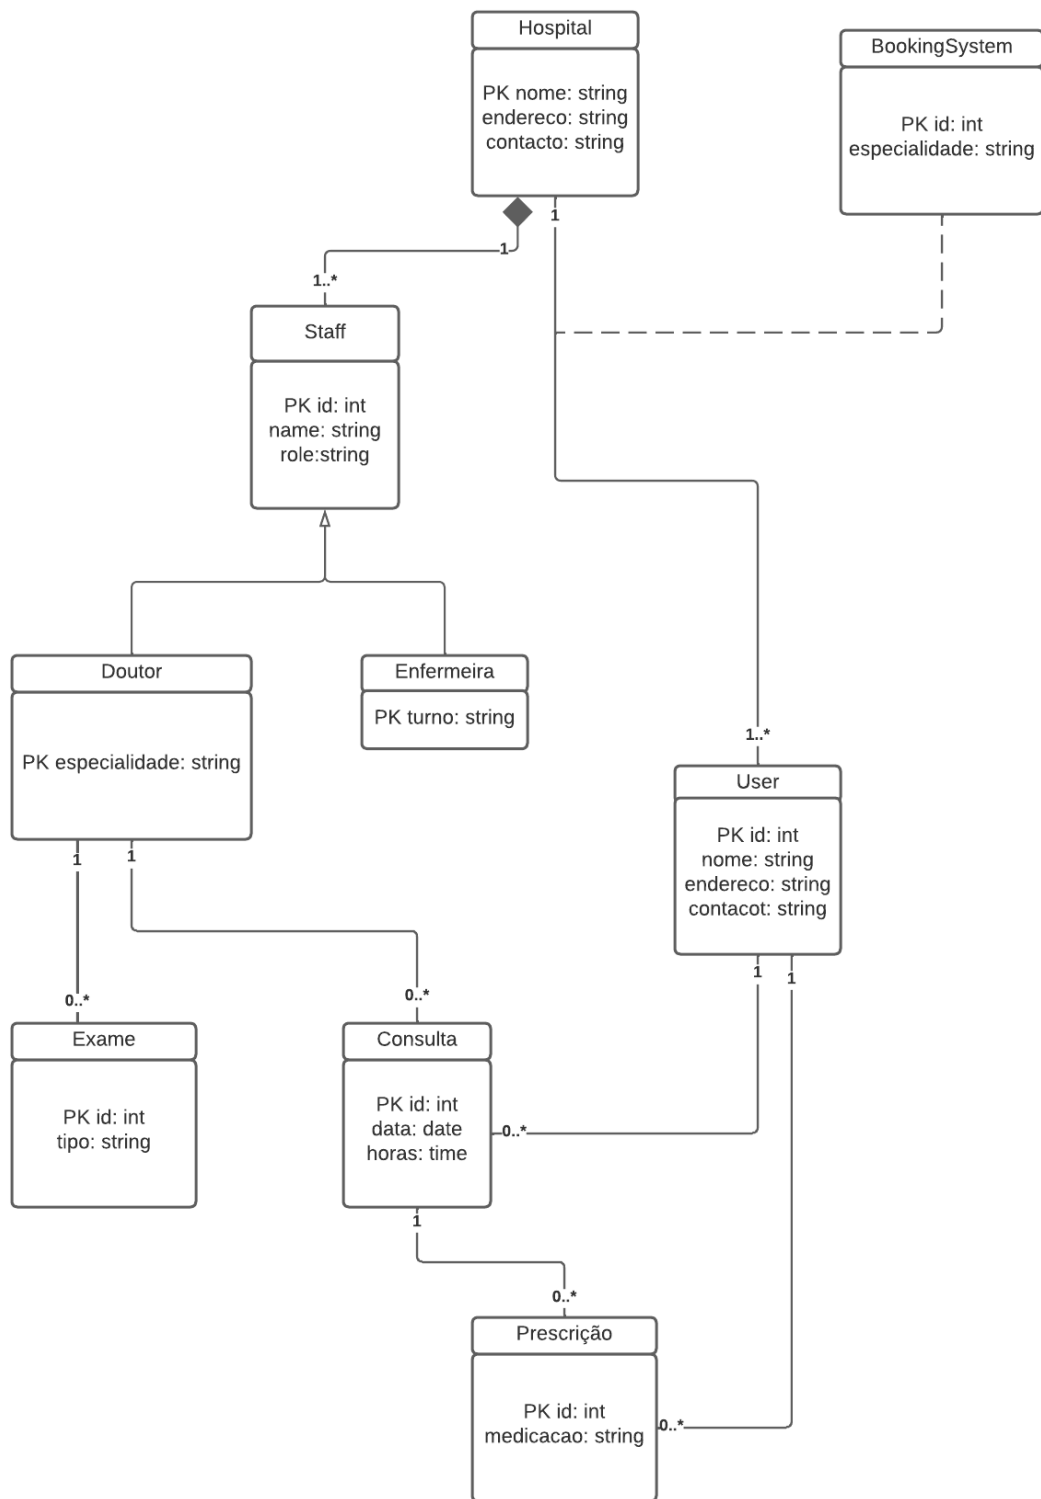 Hospital
PK nome: string
endereco: string
contacto: string
BookingSystem
PK id: int
especialidade: string
1
1
1..*
Staff
PK id: int
name: string
role:string
Doutor
PK especialidade: string
Enfermeira
PK turno: string
1..*
User
PK id: int
nome: string
endereco: string
contacot: string
1
1
1
1
0..*
0..*
Exame
PK id: int
tipo: string
Consulta
PK id: int
data: date
horas: time
0..*
1
0..*
Prescrição
PK id: int
medicacao: string
0..*